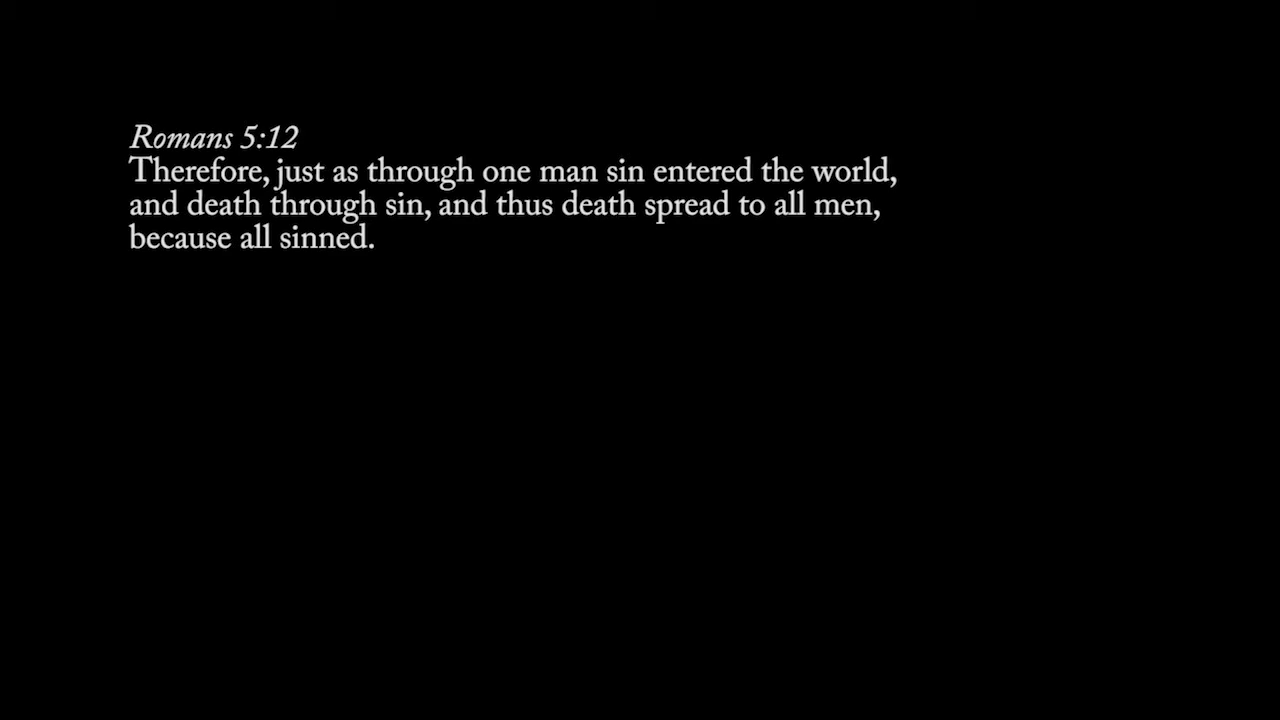 Romans 5:12
Therefore, just as through one man sin entered the world,
and death through sin, and thus death spread to all men,
because all sinned.